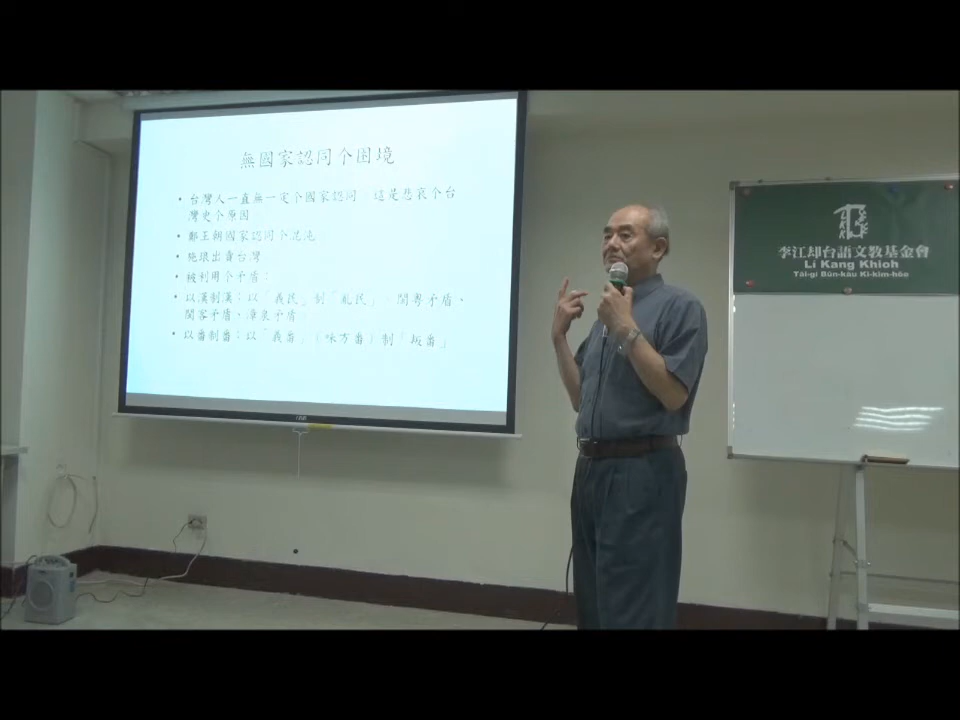 無國家認同个困境
• 台灣人一直無一定个國家認同，這是悲哀个台
灣史个原因。
• 鄭王朝國家認同个混沌。
• 施琅出賣台灣
• 被利用个矛盾：
• 以漢制漢：以「義民」制「亂民」。閩粵矛盾、
閩客矛盾、漳泉矛盾。
• 以番制番：以「義番」（味方番）制「叛番」
李江却台語文教基金會
Li Kang Khioh
Tâi-gí Bûn-kàu Ki-kim-hōe